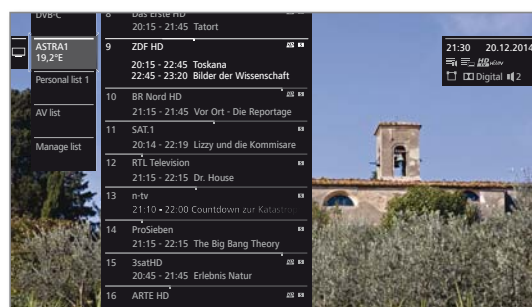 DVB-C
ASTRA1
19,2°E
Personal list 1
AV list
Manage list
8 Das Erste HD
20:15 - 22:45 Tatort
9 ZDF HD
20:15 - 22:45 Toskana
22:45 - 23:20 Bilder der Wissenschaft
10 BR Nord HD
21:15 - 21:45 Vor Ort - Die Reportage
11 SAT.1
20:14 - 22:19 Lizzy und die Kommisare
12 RTL Television
21:15 - 22:15 Dr. House
13 n-tv
21:10 - 22:00 Countdown zur Katastrop
14 ProSieben
21:15 - 22:15 The Big Bang Theory
15 3satHD
20:45 - 21:45 Erlebnis Natur
16 ARTE HD
21:30 20.12.2014
Digital 2